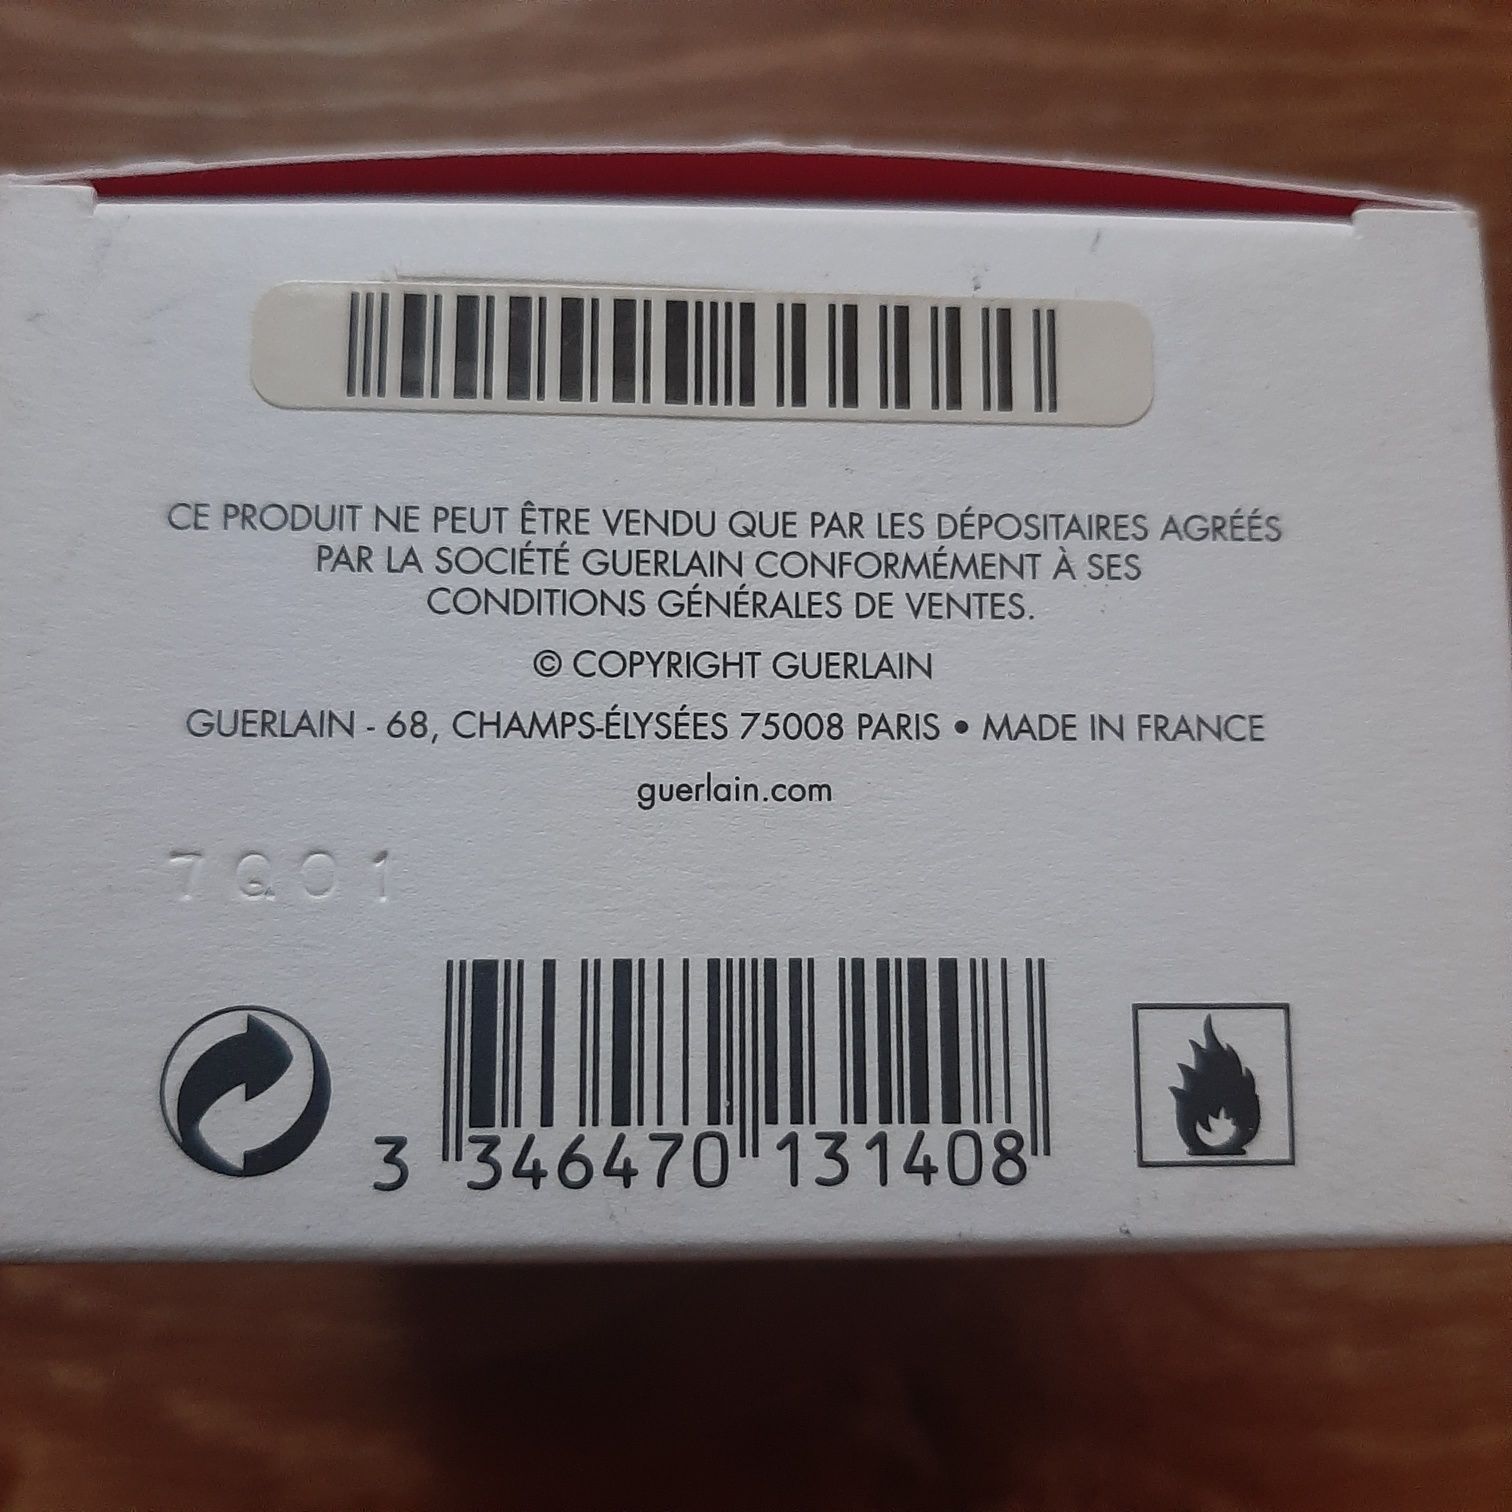 CE PRODUIT NE PEUT ÊTRE VENDU QUE PAR LES DÉPOSITAIRES AGRÉÉS
PAR LA SOCIÉTÉ GUERLAIN CONFORMÉMENT À SES
CONDITIONS GÉNÉRALES DE VENTES.
© COPYRIGHT GUERLAIN
GUERLAIN - 68, CHAMPS-ÉLYSÉES 75008 PARIS • MADE IN FRANCE
guerlain.com
7Q01
3 346470 131408